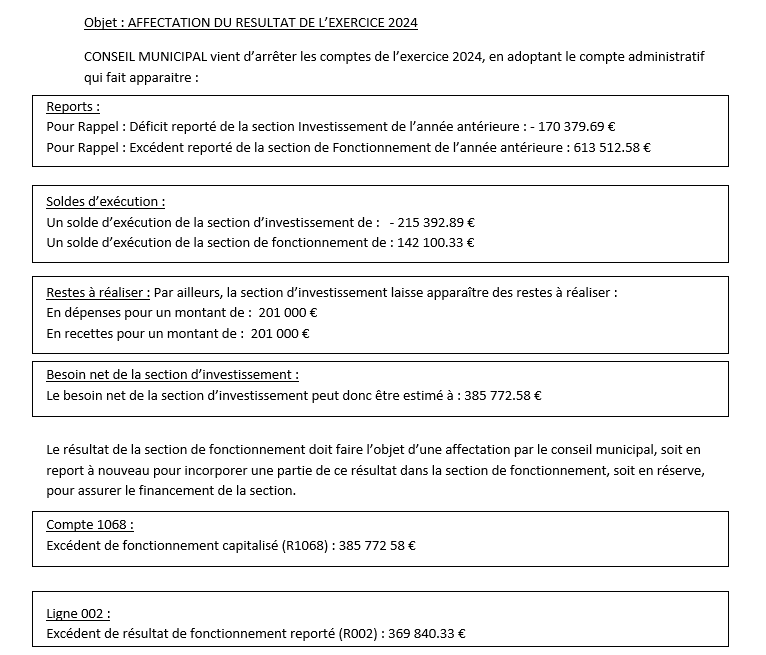 Objet : AFFECTATION DU RESULTAT DE L’EXERCICE 2024
CONSEIL MUNICIPAL vient d’arrêter les comptes de l’exercice 2024, en adoptant le compte administratif
qui fait apparaitre :
Reports :
Pour Rappel : Déficit reporté de la section Investissement de l’année antérieure : - 170 379.69 €
Pour Rappel : Excédent reporté de la section de Fonctionnement de l’année antérieure : 613 512.58 €
Soldes d’exécution :
Un solde d’exécution de la section d’investissement de : - 215 392.89 €
Un solde d’exécution de la section de fonctionnement de : 142 100.33 €
Restes à réaliser : Par ailleurs, la section d’investissement laisse apparaître des restes à réaliser :
En dépenses pour un montant de : 201 000 €
En recettes pour un montant de : 201 000 €
Besoin net de la section d’investissement :
Le besoin net de la section d’investissement peut donc être estimé à : 385 772.58 €
Le résultat de la section de fonctionnement doit faire l’objet d’une affectation par le conseil municipal, soit en
report à nouveau pour incorporer une partie de ce résultat dans la section de fonctionnement, soit en réserve,
pour assurer le financement de la section.
Compte 1068 :
Excédent de fonctionnement capitalisé (R1068) : 385 772 58 €
Ligne 002 :
Excédent de résultat de fonctionnement reporté (R002) : 369 840.33 €